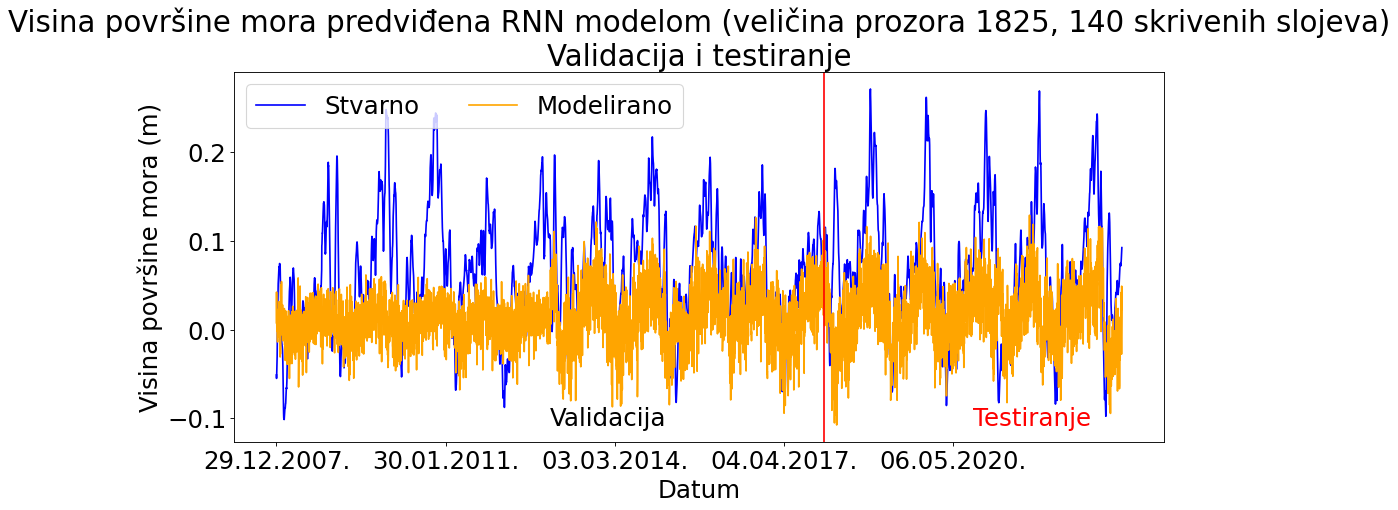 Visina površine mora predviđena RNN modelom (veličina prozora 1825, 140 skrivenih slojeva)
Validacija i testiranje
Stvarno
Modelirano
Visina površine mora (m)
0.2
0.1
0.0
−0.1
Validacija
Testiranje
29.12.2007.
30.01.2011.
03.03.2014.
04.04.2017.
06.05.2020.
Datum